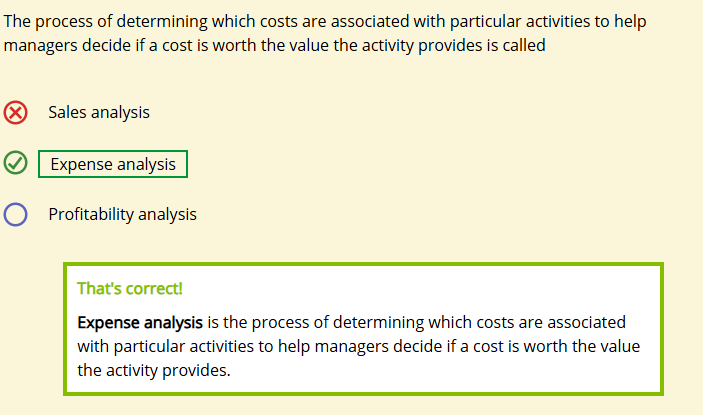 The process of determining which costs are associated with particular activities to help
managers decide if a cost is worth the value the activity provides is called
Sales analysis
Expense analysis
Profitability analysis
That's correct!
Expense analysis is the process of determining which costs are associated
with particular activities to help managers decide if a cost is worth the value
the activity provides.